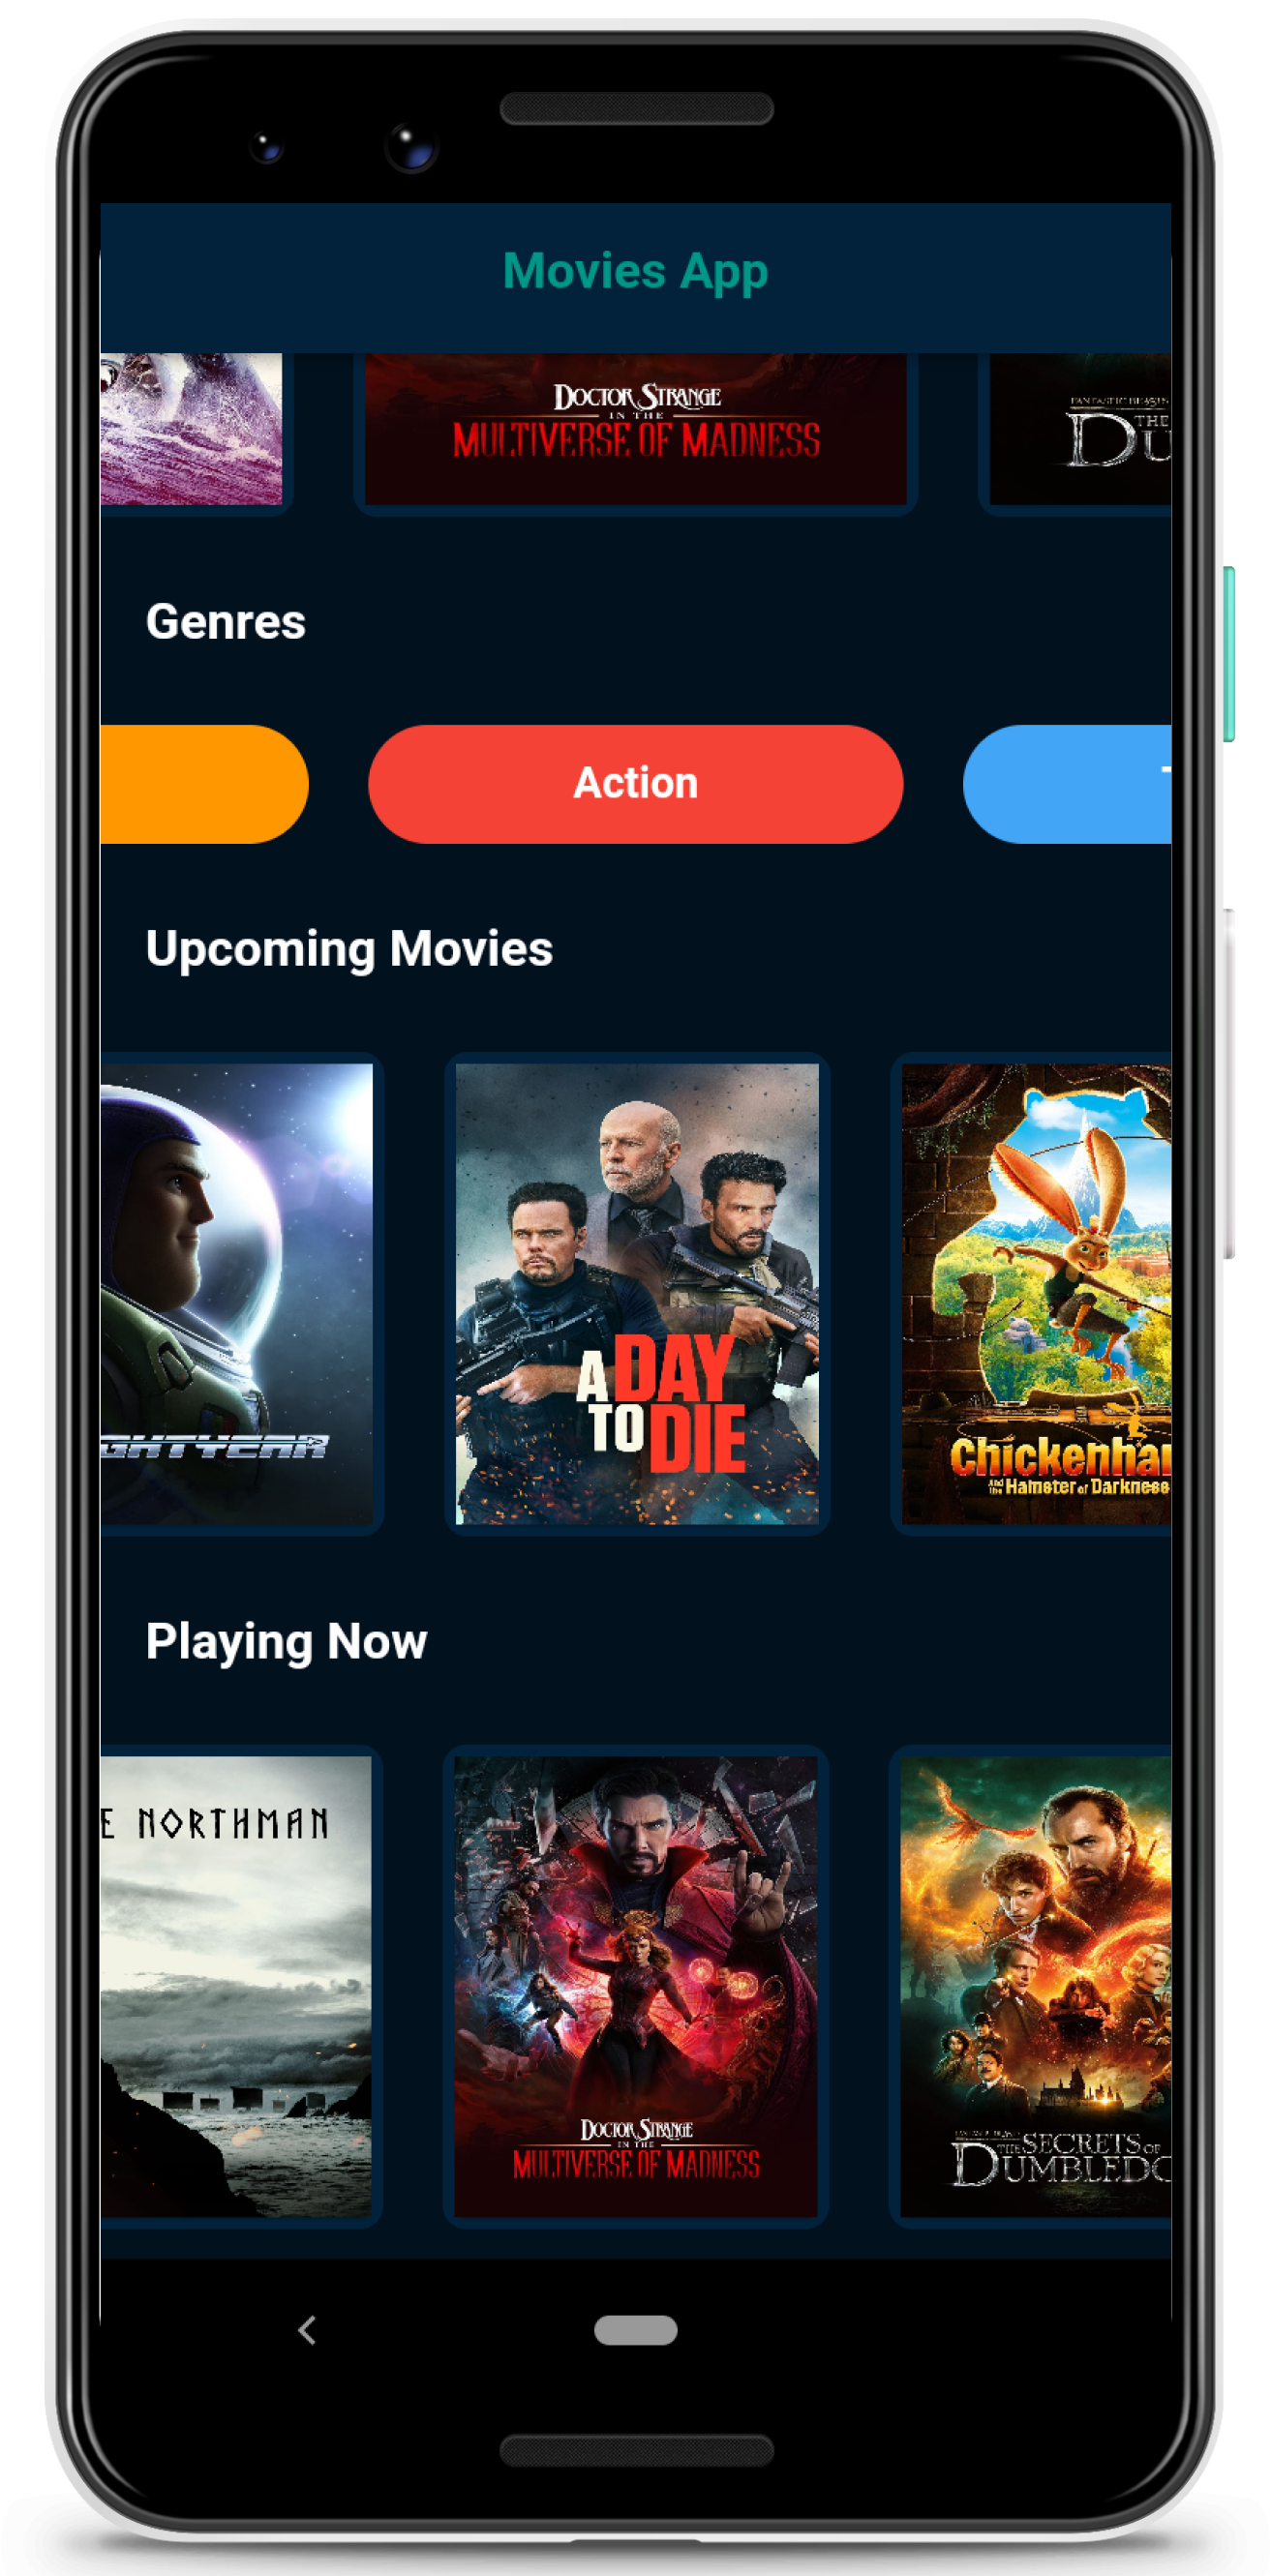 Movies App
DOCTOR STRANGE
IN THE
MULTIVERSE OF MADNESS
FANTASTIC BEASTS
THE
DU
Genres
Action
Upcoming Movies
GHTYEAR
A DAY
TO DIE
Chickenhar
and the Hamster of Darkness
Playing Now
E NORTHMAN
DOCTOR STRANGE
IN THE
MULTIVERSE OF MADNESS
THE SECRETS OF
DUMBLEDO